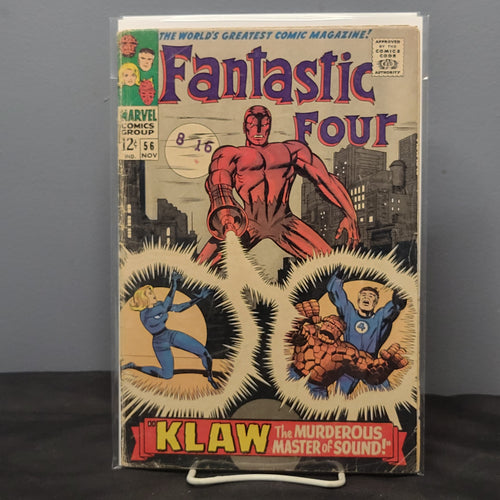 THE WORLD'S GREATEST COMIC MAGAZINE!
FANTASTIC
FOUR
APPROVED
BY THE
COMICS
CODE
AUTHORITY
MARVEL
COMICS
GROUP
12¢ 56
IND. NOV
8-16
4
"KLAW The MURDEROUS
MASTER of SOUND!"